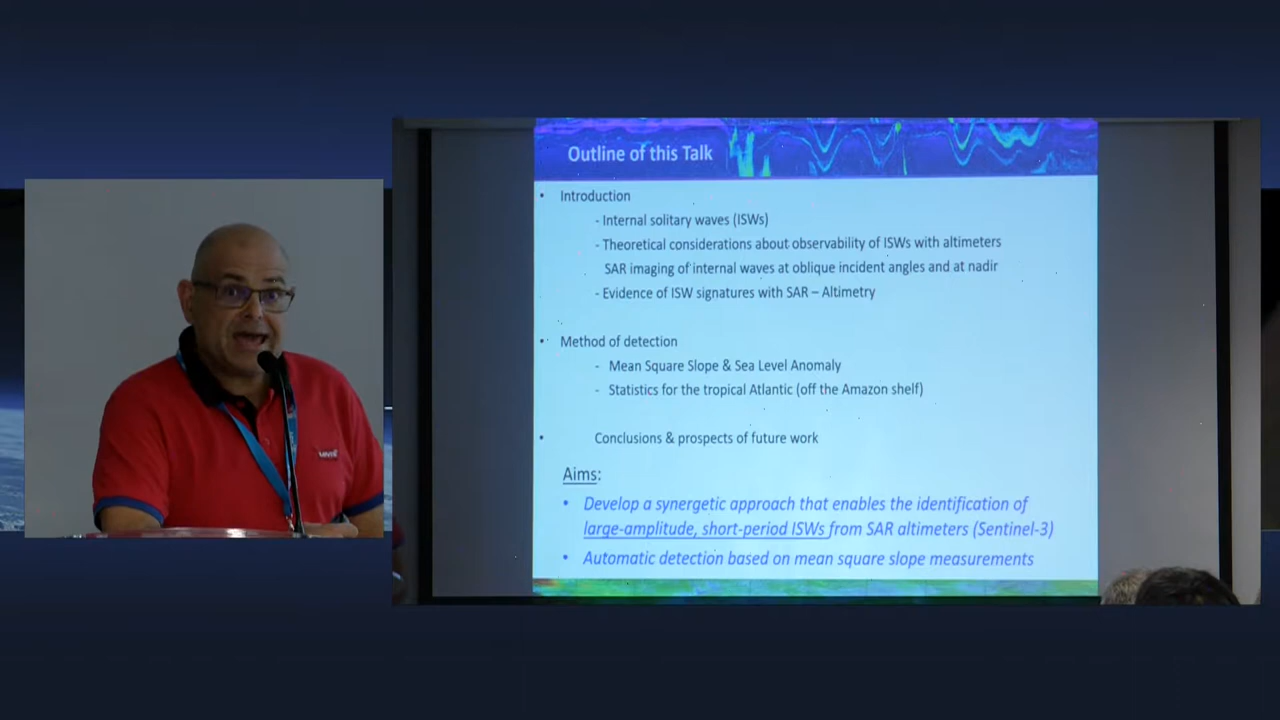 Outline of this Talk
• Introduction
- Internal solitary waves (ISWs)
- Theoretical considerations about observability of ISWs with altimeters
SAR imaging of internal waves at oblique incident angles and at nadir
- Evidence of ISW signatures with SAR – Altimetry
• Method of detection
- Mean Square Slope & Sea Level Anomaly
- Statistics for the tropical Atlantic (off the Amazon shelf)
• Conclusions & prospects of future work
Aims:
• Develop a synergetic approach that enables the identification of
large-amplitude, short-period ISWs from SAR altimeters (Sentinel-3)
• Automatic detection based on mean square slope measurements
Levi's